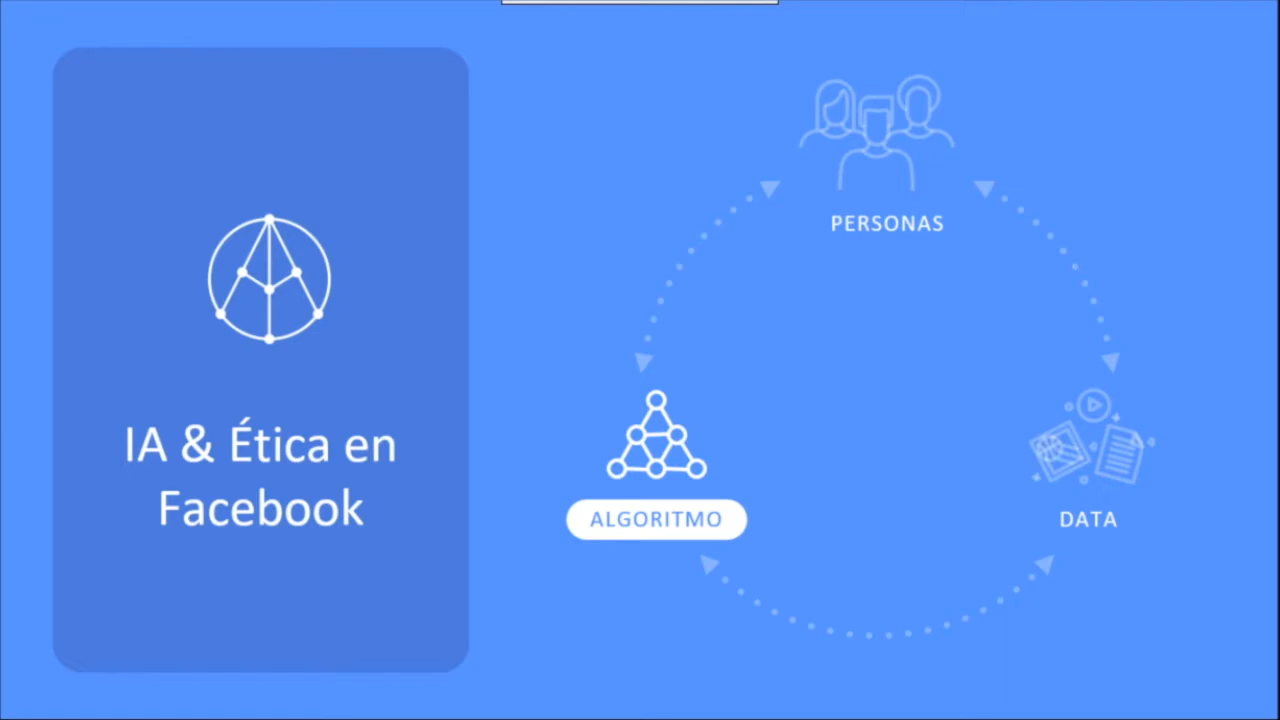 IA & Ética en
Facebook
PERSONAS
ALGORITMO
DATA